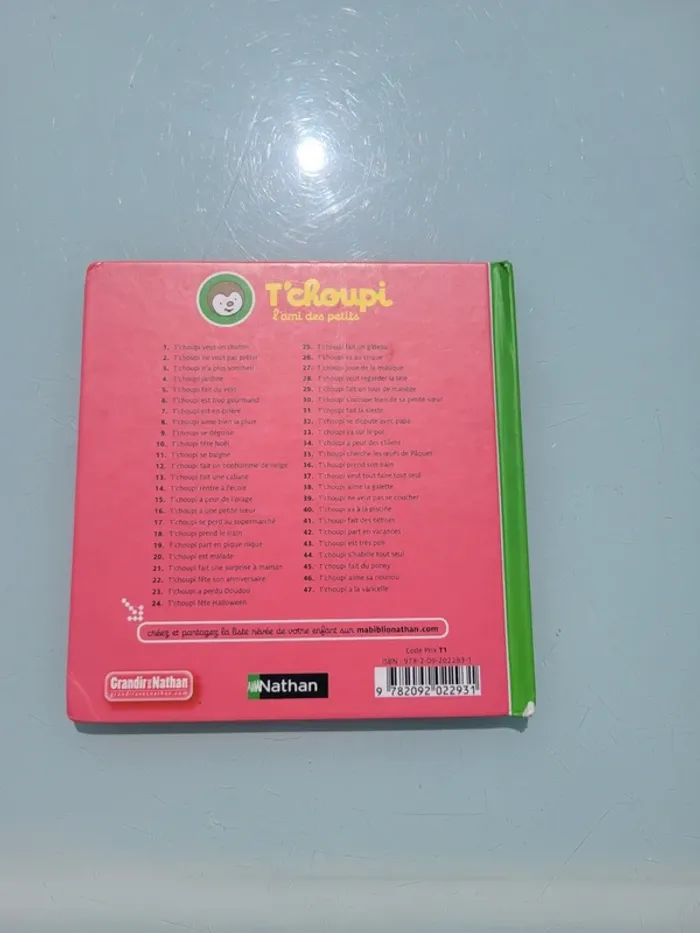 T'choupi
l'ami des petits
1. T'choupi veut un chaton
2. T'choupi ne veut pas prêter
3. T'choupi n'a plus sommeil
4. T'choupi jardine
5. T'choupi fait du vélo
6. T'choupi est trop gourmand
7. T'choupi est en colère
8. T'choupi aime bien la pluie
9. T'choupi se déguise
10. T'choupi fête Noël
11. T'choupi se baigne
12. T'choupi fait un bonhomme de neige
13. T'choupi fait une cabane
14. T'choupi rentre à l'école
15. T'choupi a peur de l'orage
16. T'choupi a une petite sœur
17. T'choupi se perd au supermarché
18. T'choupi prend le train
19. T'choupi part en pique-nique
20. T'choupi est malade
21. T'choupi fait une surprise à maman
22. T'choupi fête son anniversaire
23. T'choupi a perdu Doudou
24. T'choupi fête Halloween
25. T'choupi fait un gâteau
26. T'choupi va au cirque
27. T'choupi joue de la musique
28. T'choupi veut regarder la télé
29. T'choupi fait un tour de manège
30. T'choupi s'occupe bien de sa petite sœur
31. T'choupi fait la sieste
32. T'choupi se dispute avec papa
33. T'choupi va sur le pot
34. T'choupi a peur des chiens
35. T'choupi cherche les œufs de Pâques
36. T'choupi prend son bain
37. T'choupi veut tout faire tout seul
38. T'choupi aime la galette
39. T'choupi ne veut pas se coucher
40. T'choupi va à la piscine
41. T'choupi fait des bêtises
42. T'choupi part en vacances
43. T'choupi est très poli
44. T'choupi s'habille tout seul
45. T'choupi fait du poney
46. T'choupi aime sa nounou
47. T'choupi a la varicelle
créez et partagez la liste rêvée de votre enfant sur mabiblionathan.com
Code Prix T1
ISBN : 978-2-09-202293-1
Grandir & Nathan
grandiravecnathan.com
Nathan
9 782092 022931